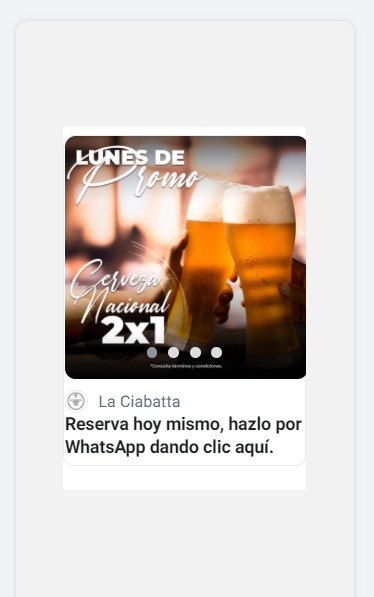 LUNES DE
Promo
Cerveza
Nacional
2x1
*Consulta términos y condiciones.
La Ciabatta
Reserva hoy mismo, hazlo por
WhatsApp dando clic aquí.